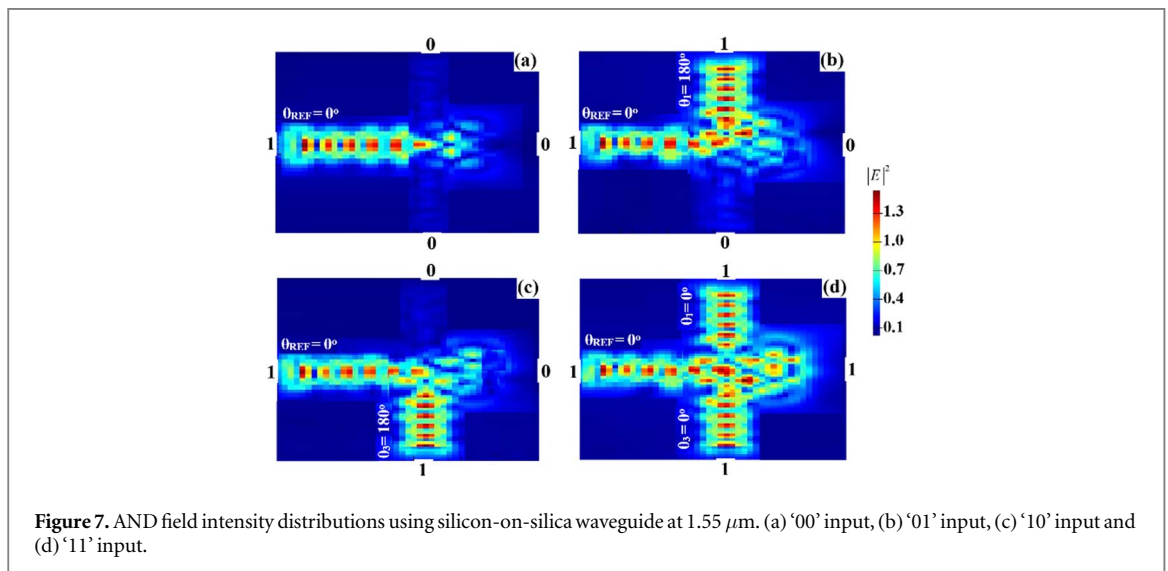 0
(a)
θREF = 0°
1
0
0
1
(b)
θ1 = 180°
θREF = 0°
1
0
0
|E|²
1.3
1.0
0.7
0.4
0.1
0
(c)
θREF = 0°
1
0
θ3 = 180°
1
1
(d)
θ1 = 0°
θREF = 0°
1
1
θ3 = 0°
1
Figure 7. AND field intensity distributions using silicon-on-silica waveguide at 1.55 μm. (a) ‘00’ input, (b) ‘01’ input, (c) ‘10’ input and
(d) ‘11’ input.